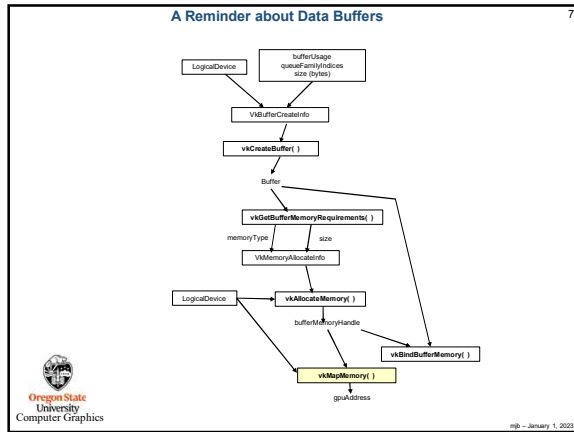 A Reminder about Data Buffers
7
LogicalDevice
bufferUsage
queueFamilyIndices
size (bytes)
VkBufferCreateInfo
vkCreateBuffer( )
Buffer
vkGetBufferMemoryRequirements( )
memoryType
size
VkMemoryAllocateInfo
LogicalDevice
vkAllocateMemory( )
bufferMemoryHandle
vkBindBufferMemory( )
vkMapMemory( )
gpuAddress
Oregon State
University
Computer Graphics
mjb – January 1, 2023